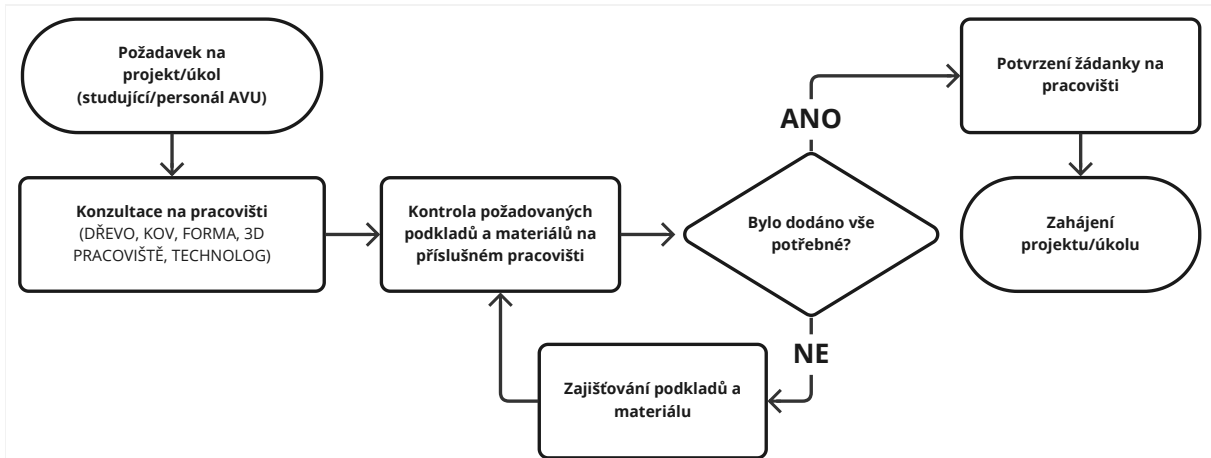 Požadavek na
projekt/úkol
(studující/personál AVU)
Konzultace na pracovišti
(DŘEVO, KOV, FORMA, 3D
PRACOVIŠTĚ, TECHNOLOG)
Kontrola požadovaných
podkladů a materiálů na
příslušném pracovišti
Bylo dodáno vše
potřebné?
ANO
Potvrzení žádanky na
pracovišti
Zahájení
projektu/úkolu
NE
Zajišťování podkladů a
materiálu